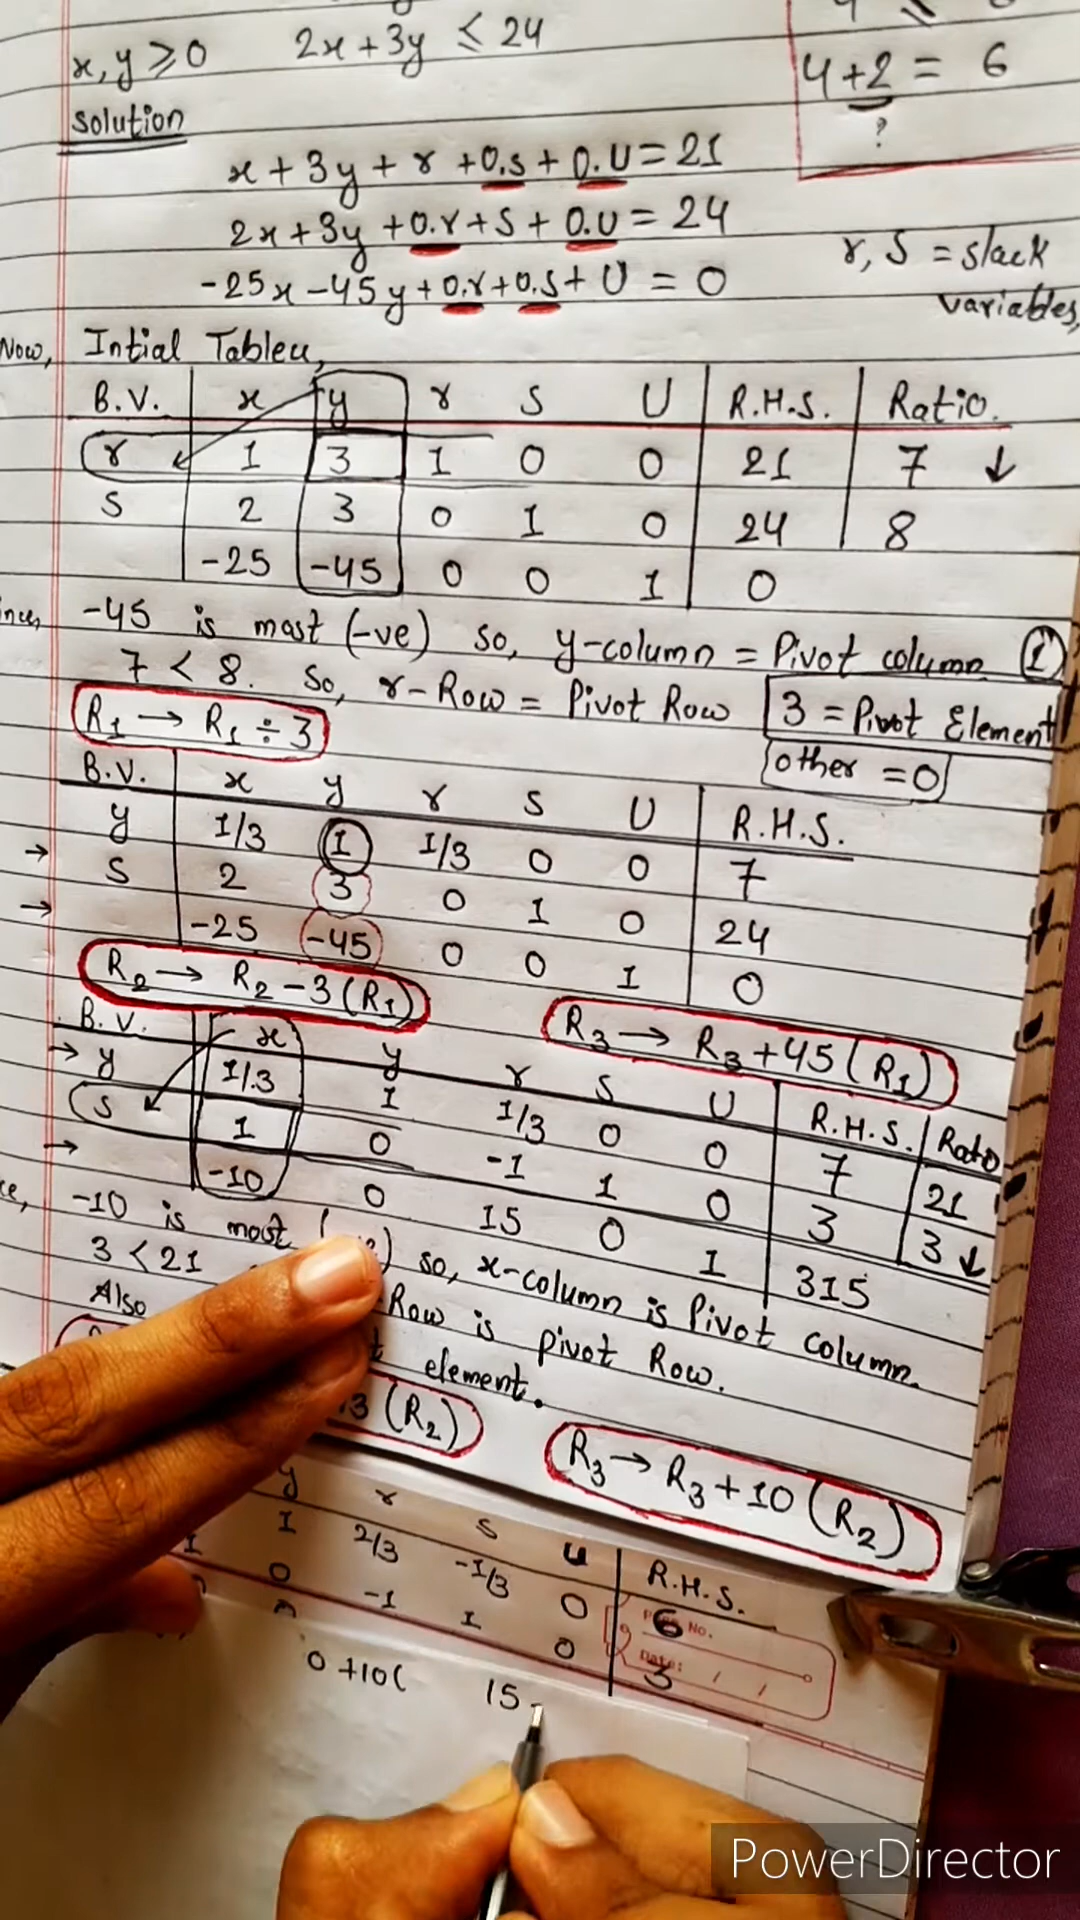 x, y ≥ 0 2x + 3y ≤ 24
4 + 2 = 6
?
Solution
x + 3y + r + 0.s + 0.U = 21
2x + 3y + 0.r + s + 0.U = 24
-25x - 45y + 0.r + 0.s + U = 0
r, s = slack
variables,
Now, Intial Tableu,
B.V. x y r s U R.H.S. Ratio.
r 1 3 1 0 0 21 7 ↓
s 2 3 0 1 0 24 8
-25 -45 0 0 1 0
-45 is most (-ve) so, y-column = Pivot column ①
7 < 8. So, r-Row = Pivot Row 3 = Pivot Element
other = 0
R₁ → R₁ ÷ 3
B.V. x y r s U R.H.S.
y 1/3 1 1/3 0 0 7
→ s 2 3 0 1 0 24
→ -25 -45 0 0 1 0
R₂ → R₂ - 3(R₁) R₃ → R₃ + 45(R₁)
B.V. x y r s U R.H.S. Ratio
→ y 1/3 1 1/3 0 0 7 21
s 1 0 -1 1 0 3 3 ↓
→ -10 0 15 0 1 315
-10 is most so, x-column is Pivot column.
3 < 21 Row is pivot Row.
Also element.
(R₂) R₃ → R₃ + 10(R₂)
y r s U R.H.S.
1 2/3 -1/3 0 6
0 -1 1 0 3
0 + 10( 15 -
PowerDirector